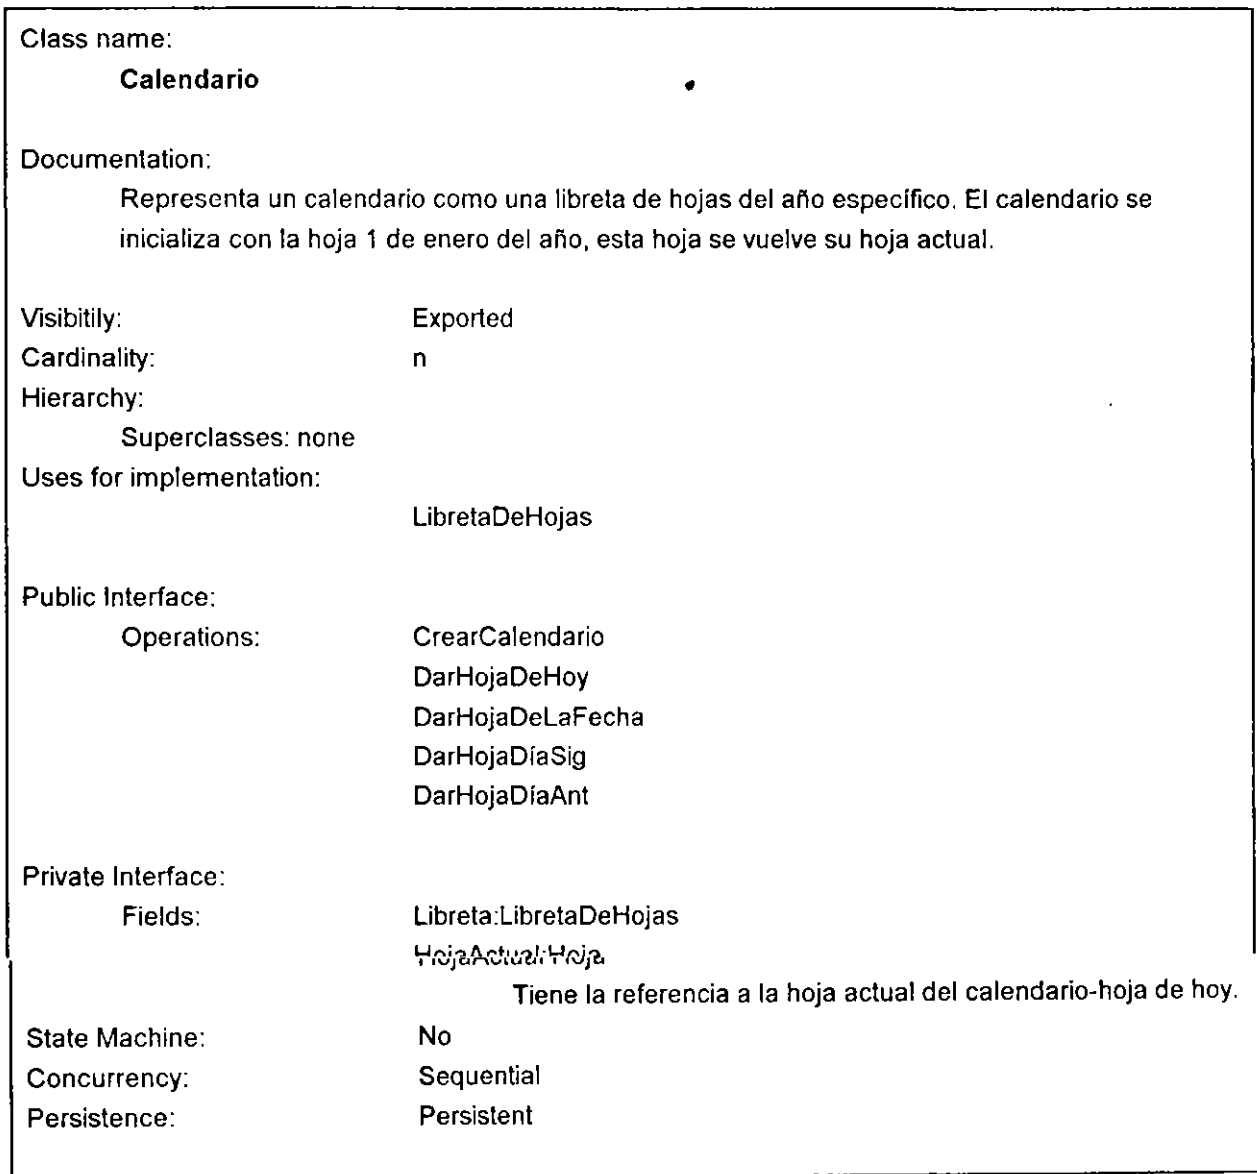 Class name:
Calendario
Documentation:
Representa un calendario como una libreta de hojas del año específico. El calendario se
inicializa con la hoja 1 de enero del año, esta hoja se vuelve su hoja actual.
Visibitily: Exported
Cardinality: n
Hierarchy:
Superclasses: none
Uses for implementation:
LibretaDeHojas
Public Interface:
Operations: CrearCalendario
DarHojaDeHoy
DarHojaDeLaFecha
DarHojaDíaSig
DarHojaDíaAnt
Private Interface:
Fields: Libreta:LibretaDeHojas
HojaActual:Hoja
Tiene la referencia a la hoja actual del calendario-hoja de hoy.
State Machine: No
Concurrency: Sequential
Persistence: Persistent